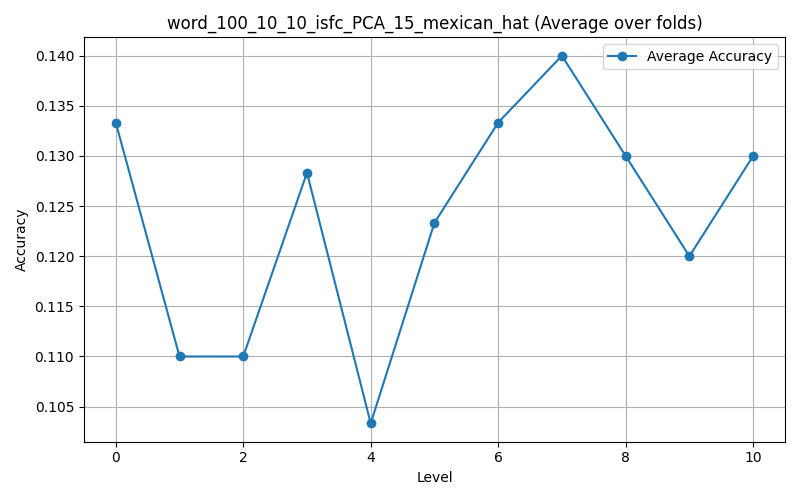 word_100_10_10_isfc_PCA_15_mexican_hat (Average over folds)
Average Accuracy
0.140
0.135
0.130
0.125
0.120
0.115
0.110
0.105
Accuracy
0 2 4 6 8 10
Level